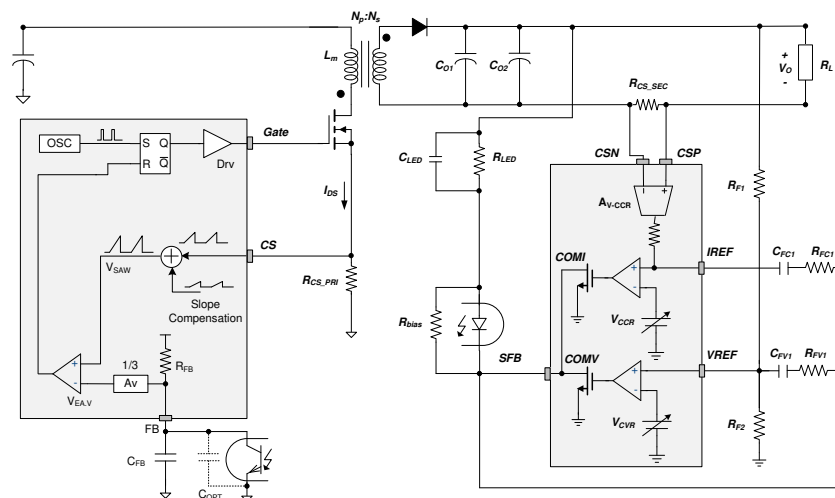 Np:Ns
Lm
CO1
CO2
+
VO
-
RL
RCS_SEC
OSC
S Q
R Q̅
Drv
Gate
CLED
RLED
CSN
CSP
- +
AV-CCR
RF1
IDS
CS
VSAW
Slope
Compensation
RCS_PRI
COMI
IREF
CFC1
RFC1
+
-
Rbias
VCCR
1/3
RFB
SFB
COMV
VREF
CFV1
RFV1
+
-
Av
VEA.V
+
-
VCVR
RF2
FB
CFB
COPT